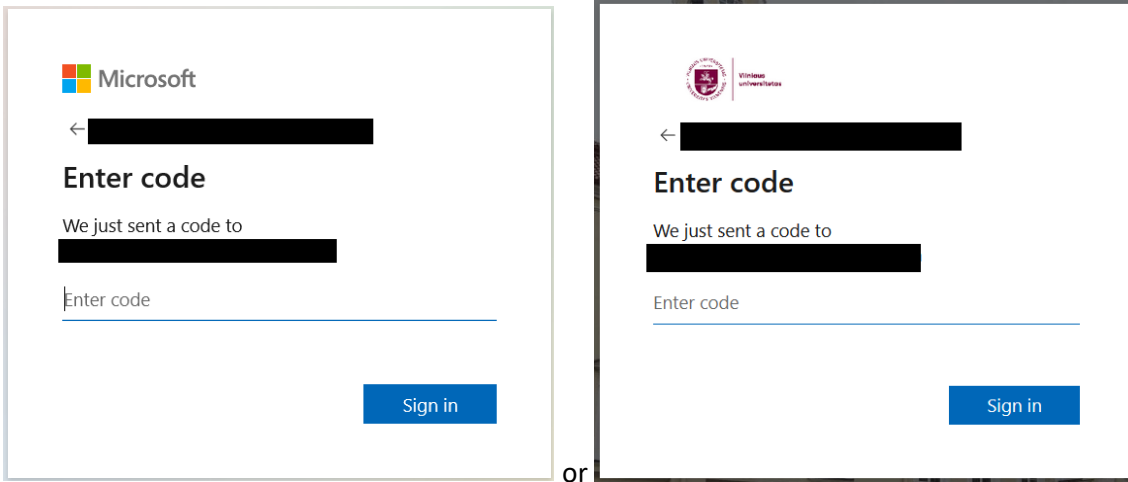 Microsoft
Enter code
We just sent a code to
Enter code
Sign in
or
Vilniaus
universitetas
Enter code
We just sent a code to
Enter code
Sign in